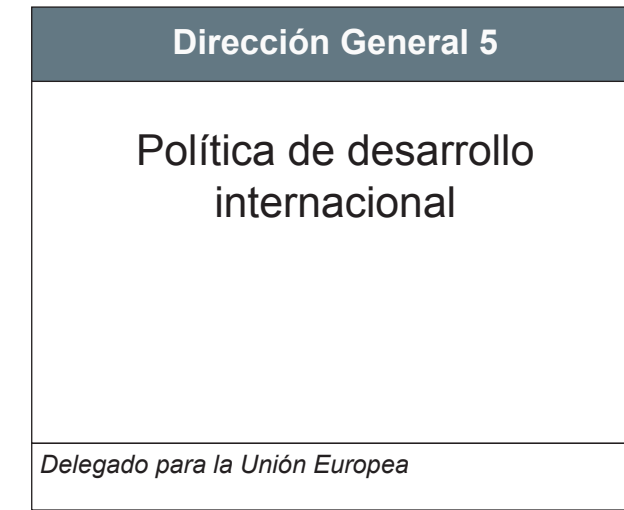 Dirección General 5
Política de desarrollo
internacional
Delegado para la Unión Europea